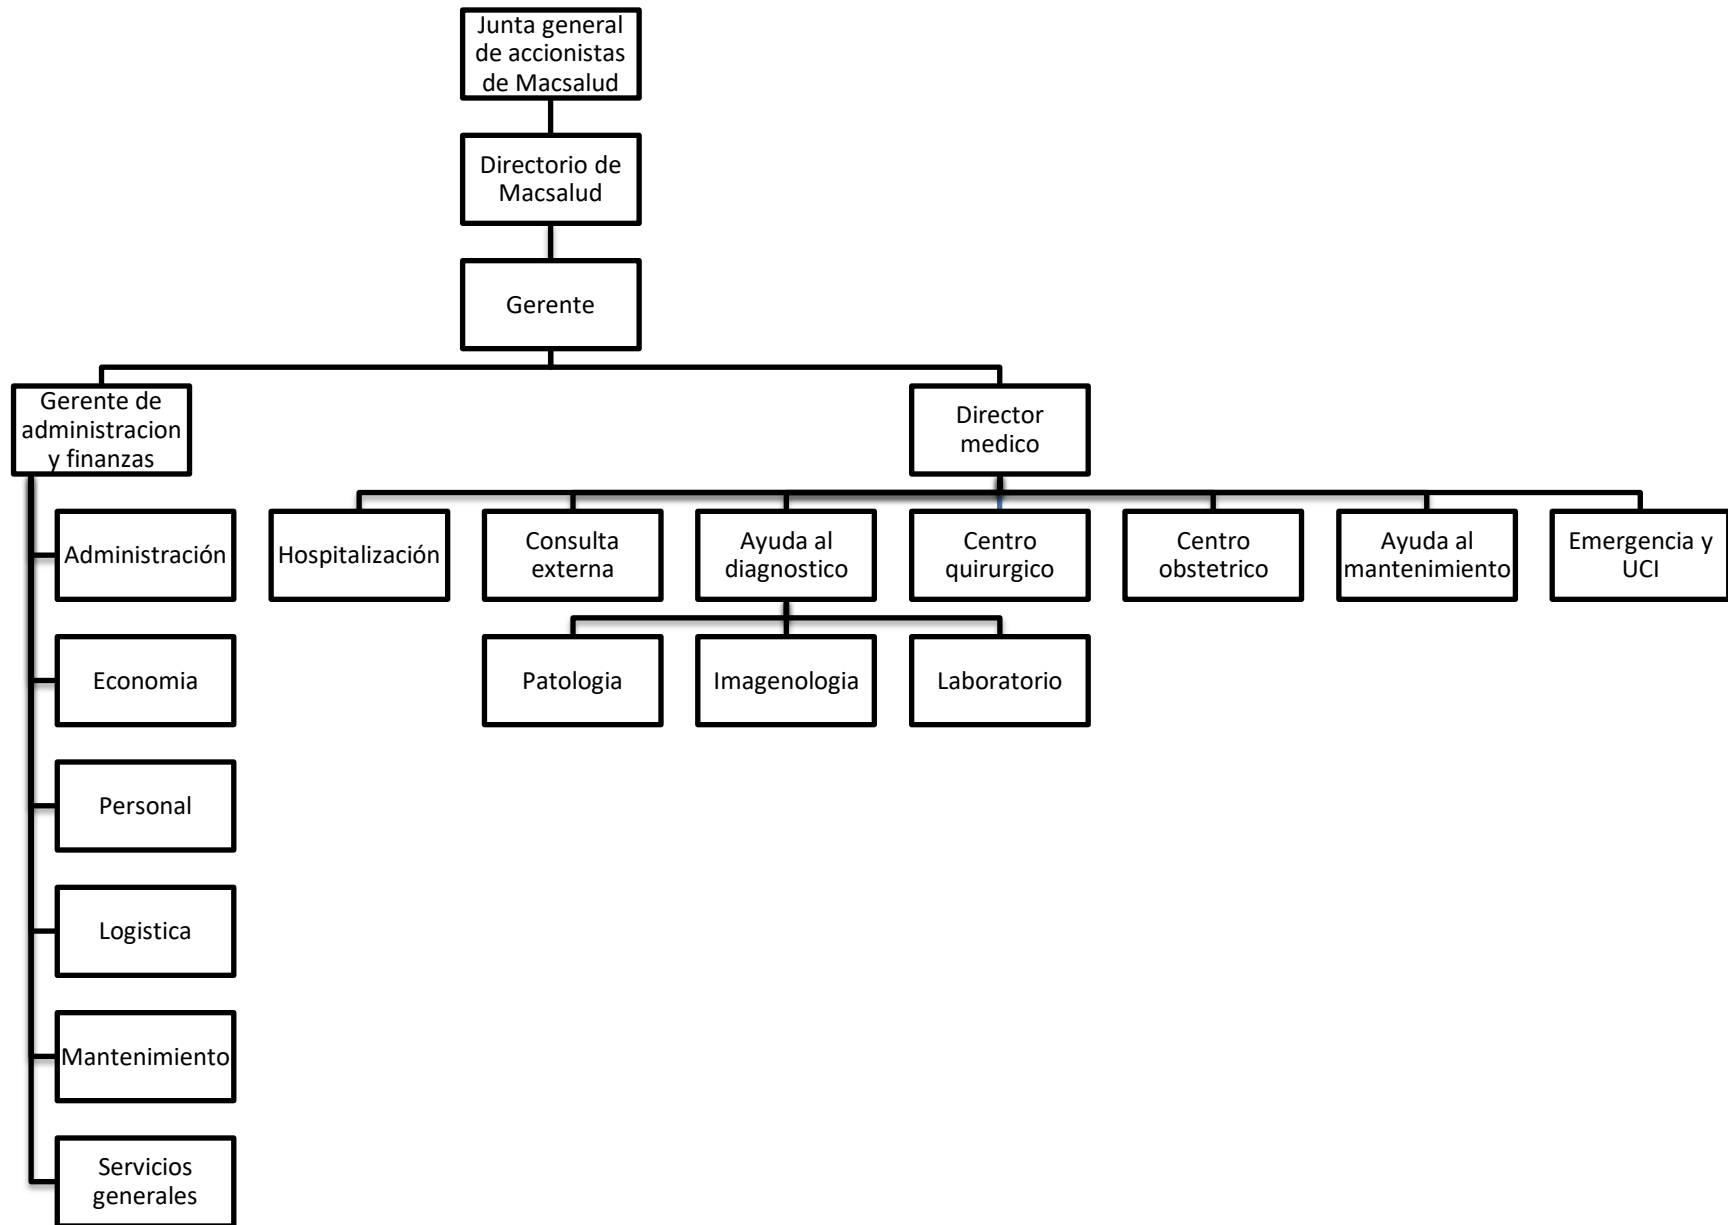 Junta general
de accionistas
de Macsalud
Directorio de
Macsalud
Gerente
Gerente de
administracion
y finanzas
Director
medico
Administración
Hospitalización
Consulta
externa
Ayuda al
diagnostico
Centro
quirurgico
Centro
obstetrico
Ayuda al
mantenimiento
Emergencia y
UCI
Economia
Patologia
Imagenologia
Laboratorio
Personal
Logistica
Mantenimiento
Servicios
generales